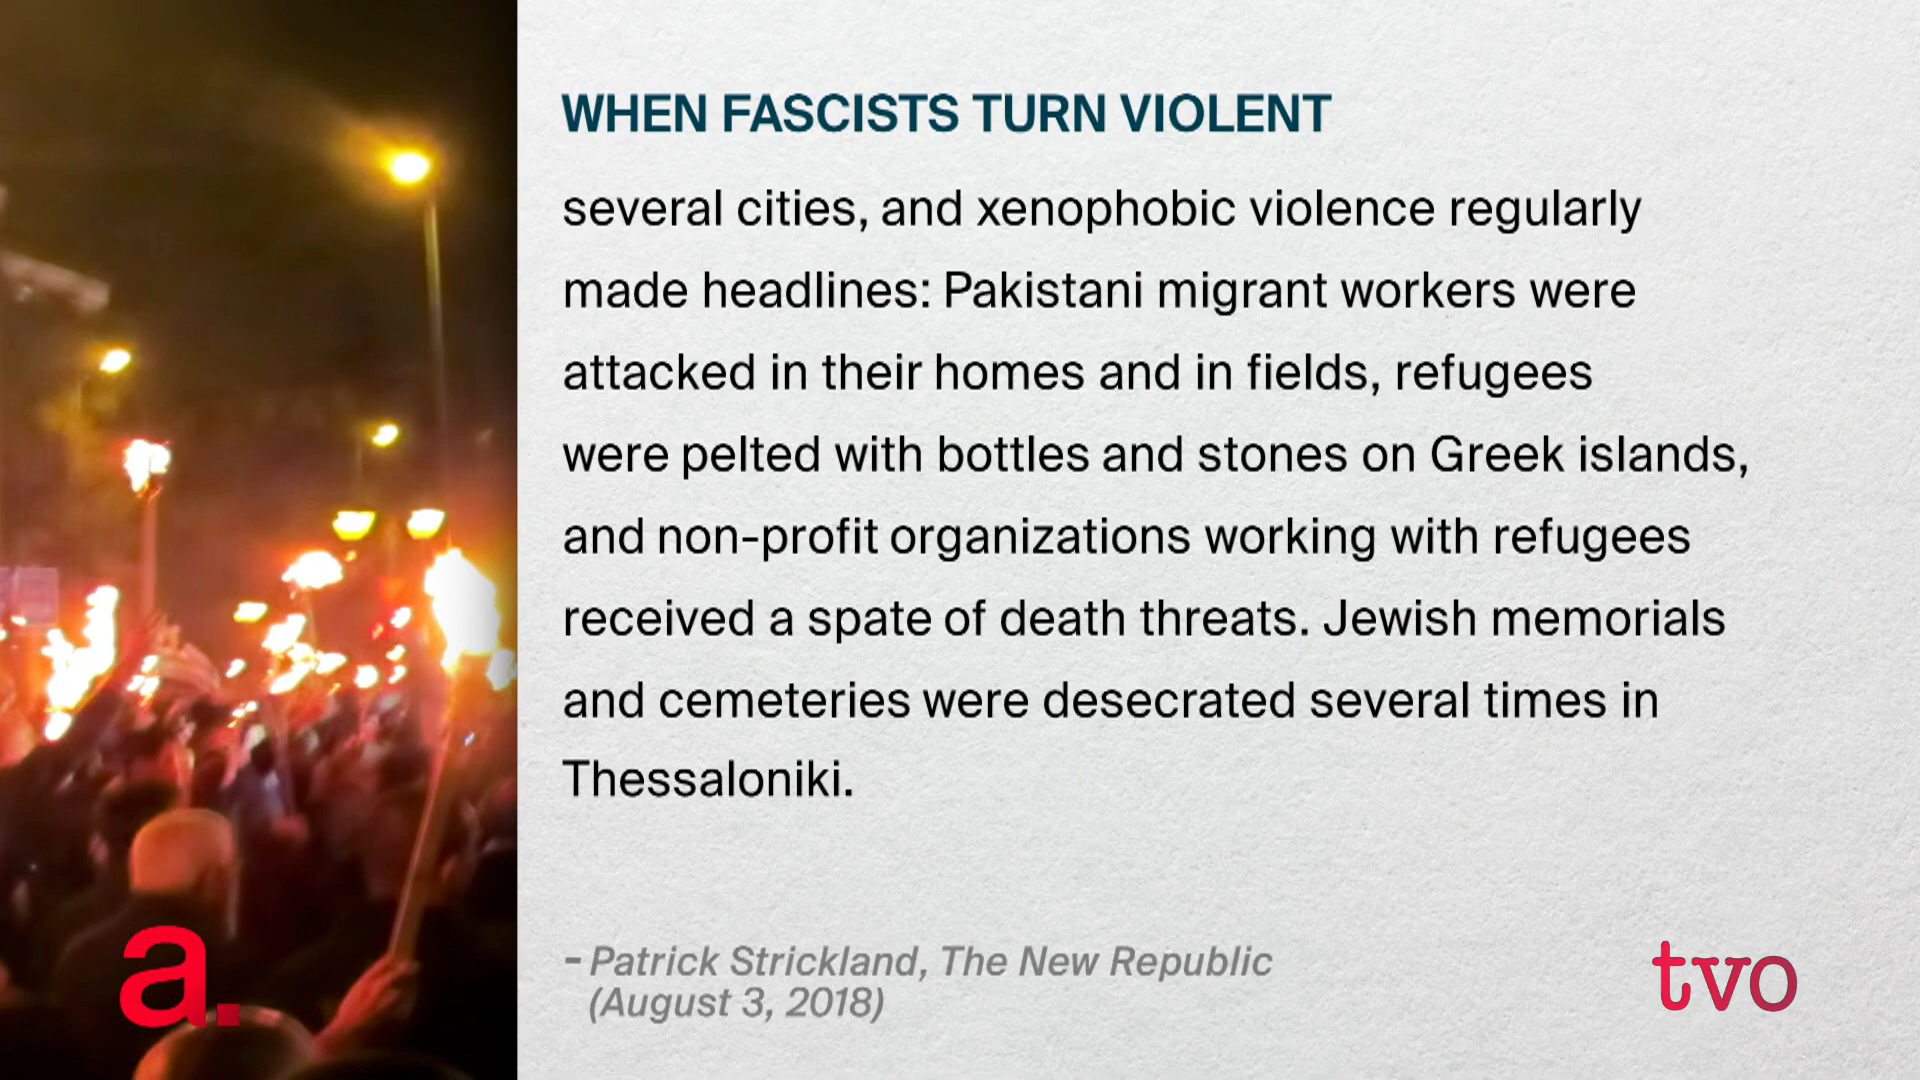 WHEN FASCISTS TURN VIOLENT
several cities, and xenophobic violence regularly
made headlines: Pakistani migrant workers were
attacked in their homes and in fields, refugees
were pelted with bottles and stones on Greek islands,
and non-profit organizations working with refugees
received a spate of death threats. Jewish memorials
and cemeteries were desecrated several times in
Thessaloniki.
- Patrick Strickland, The New Republic
(August 3, 2018)
a.
tvo